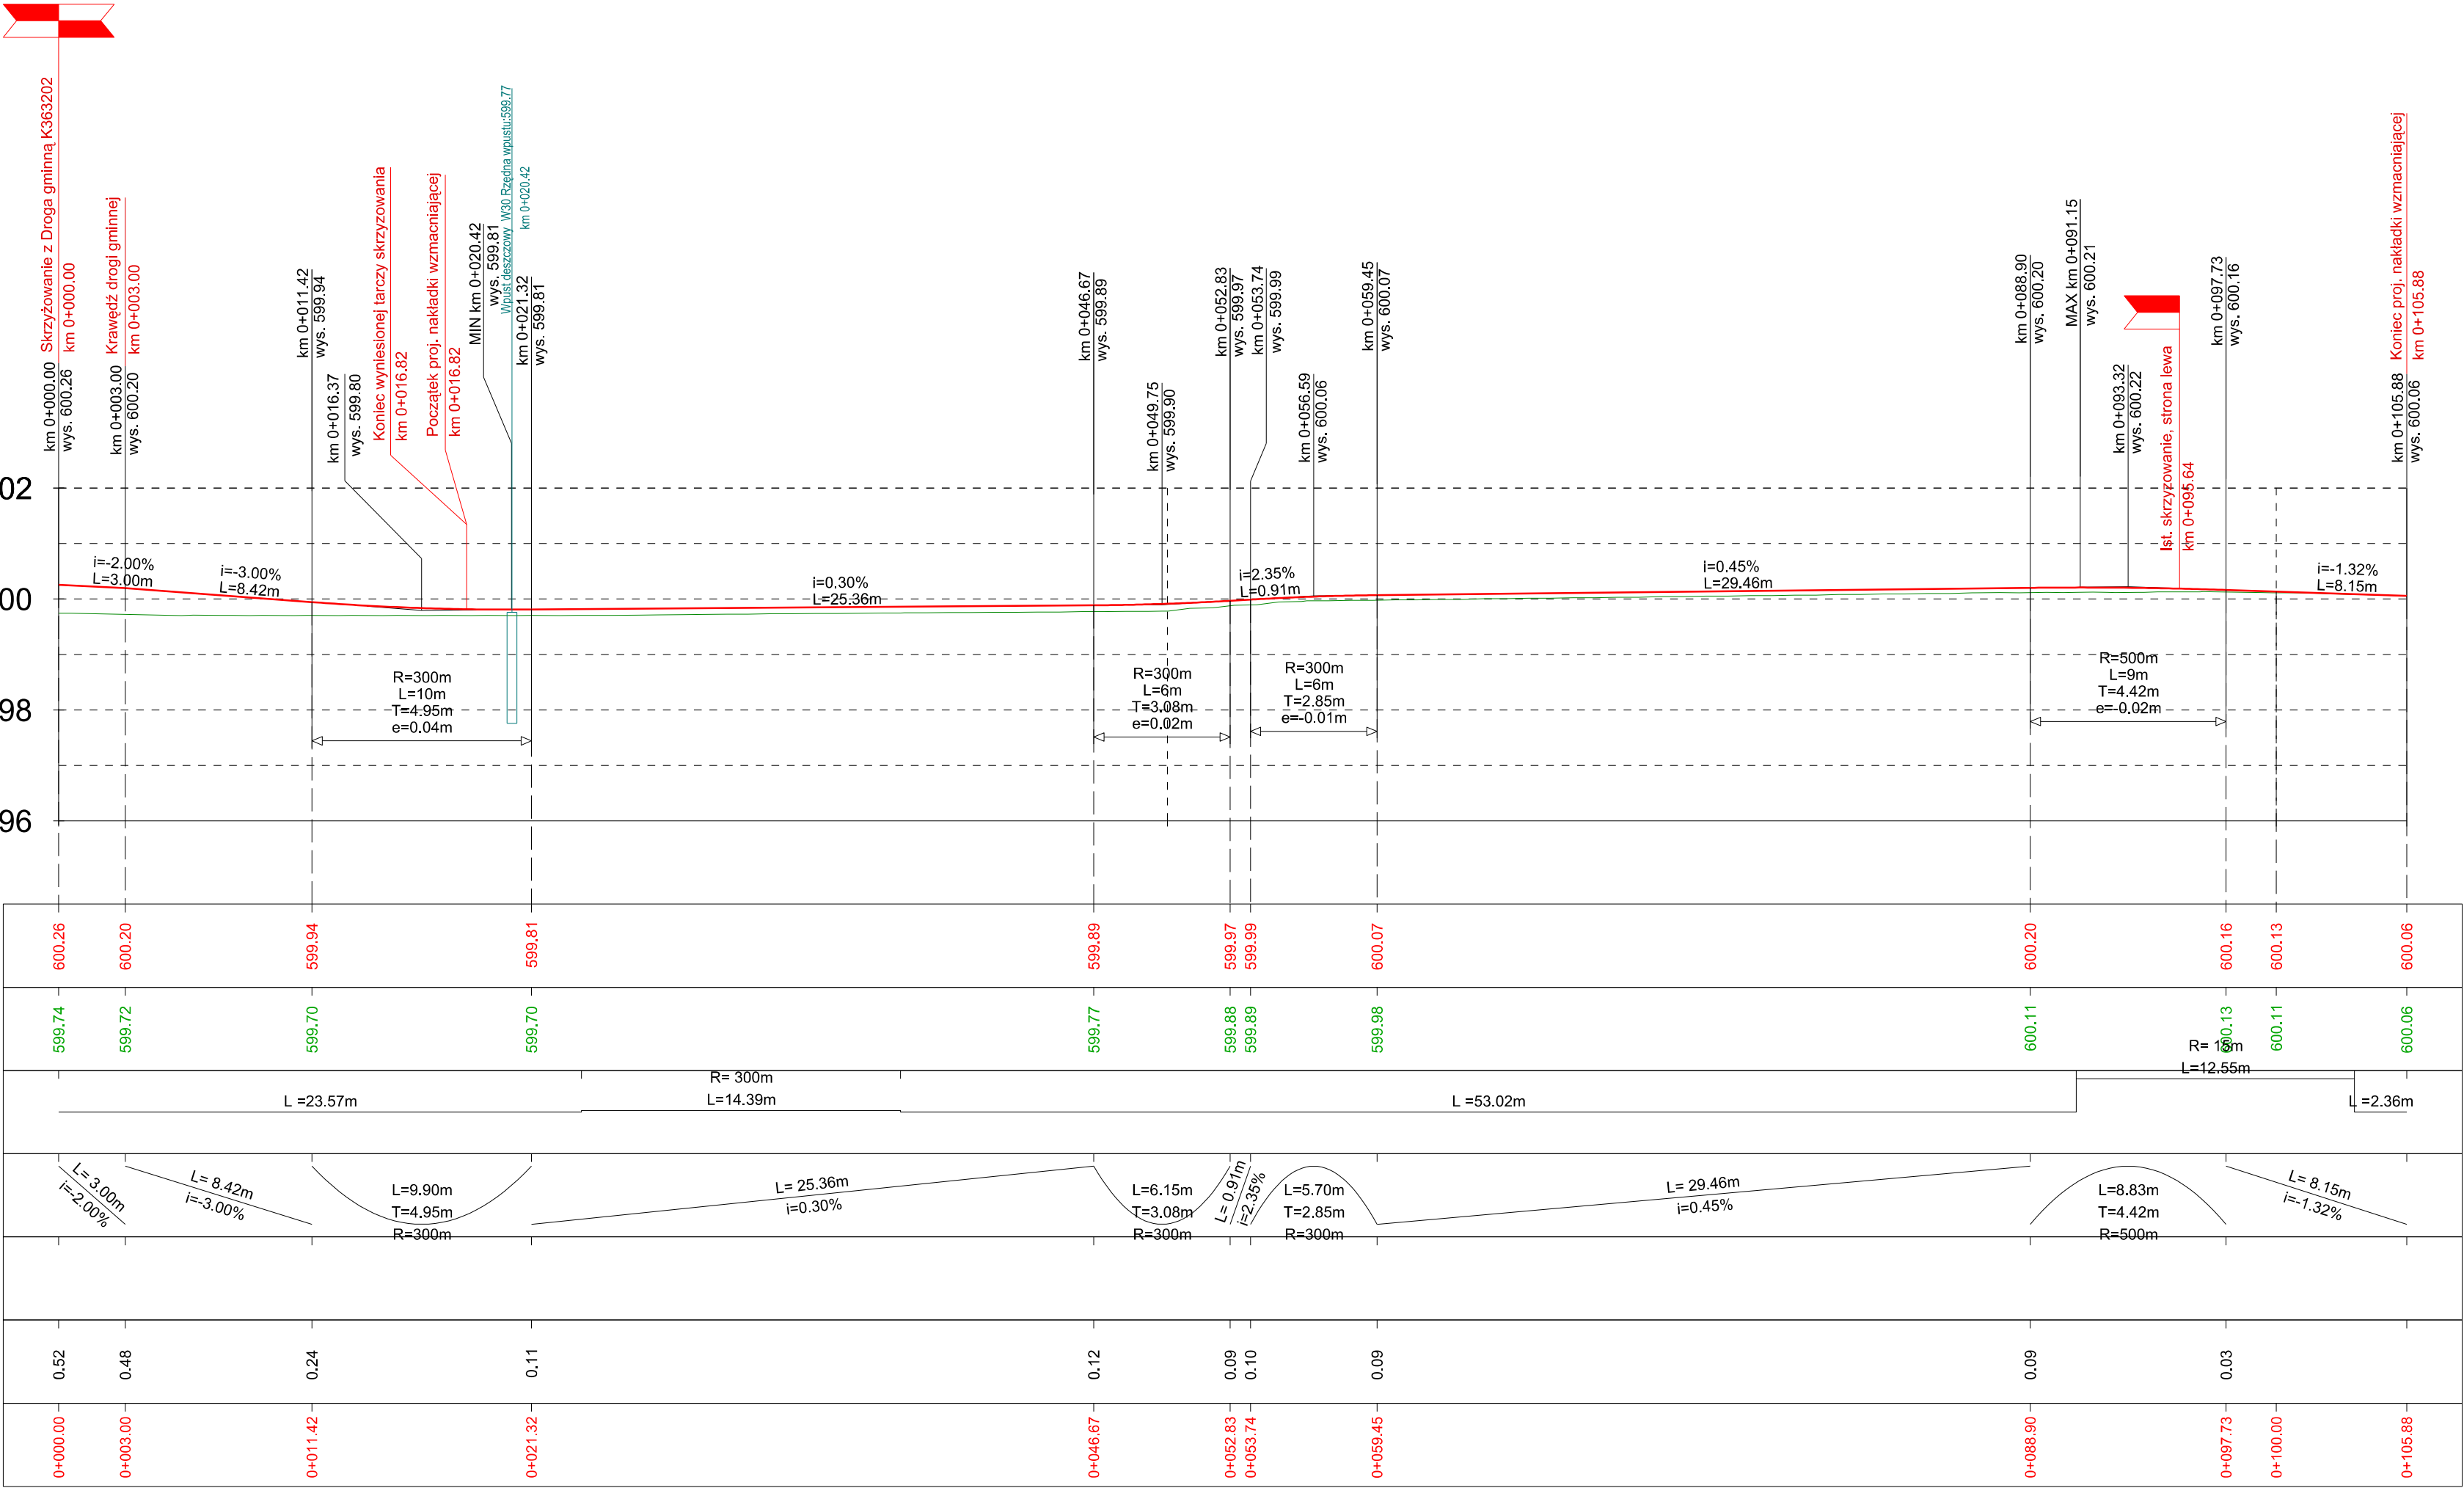 Skrzyżowanie z Droga gminną K363202
km 0+000.00
km 0+000.00
wys. 600.26
Krawędź drogi gminnej
km 0+003.00
km 0+003.00
wys. 600.20
km 0+011.42
wys. 599.94
km 0+016.37
wys. 599.80
Koniec wyniesionej tarczy skrzyzowania
km 0+016.82
Początek proj. nakładki wzmacniającej
km 0+016.82
MIN km 0+020.42
wys. 599.81
Wpust deszczowy W30 Rzędna wpustu:599.77
km 0+020.42
km 0+021.32
wys. 599.81
km 0+046.67
wys. 599.89
km 0+049.75
wys. 599.90
km 0+052.83
wys. 599.97
km 0+053.74
wys. 599.99
km 0+056.59
wys. 600.06
km 0+059.45
wys. 600.07
km 0+088.90
wys. 600.20
MAX km 0+091.15
wys. 600.21
km 0+093.32
wys. 600.22
Ist. skrzyzowanie, strona lewa
km 0+095.64
km 0+097.73
wys. 600.16
Koniec proj. nakładki wzmacniającej
km 0+105.88
km 0+105.88
wys. 600.06
02
00
98
96
i=-2.00%
L=3.00m
i=-3.00%
L=8.42m
i=0.30%
L=25.36m
i=2.35%
L=0.91m
i=0.45%
L=29.46m
i=-1.32%
L=8.15m
R=300m
L=10m
T=4.95m
e=0.04m
R=300m
L=6m
T=3.08m
e=0.02m
R=300m
L=6m
T=2.85m
e=-0.01m
R=500m
L=9m
T=4.42m
e=-0.02m
600.26 600.20 599.94 599.81 599.89 599.97 599.99 600.07 600.20 600.16 600.13 600.06
599.74 599.72 599.70 599.70 599.77 599.88 599.89 599.98 600.11 600.13 600.11 600.06
L =23.57m
R= 300m
L=14.39m
L =53.02m
R= 15m
L=12.55m
L =2.36m
L= 3.00m
i=-2.00%
L= 8.42m
i=-3.00%
L=9.90m
T=4.95m
R=300m
L= 25.36m
i=0.30%
L=6.15m
T=3.08m
R=300m
L= 0.91m
i=2.35%
L=5.70m
T=2.85m
R=300m
L= 29.46m
i=0.45%
L=8.83m
T=4.42m
R=500m
L= 8.15m
i=-1.32%
0.52 0.48 0.24 0.11 0.12 0.09 0.10 0.09 0.09 0.03
0+000.00 0+003.00 0+011.42 0+021.32 0+046.67 0+052.83 0+053.74 0+059.45 0+088.90 0+097.73 0+100.00 0+105.88